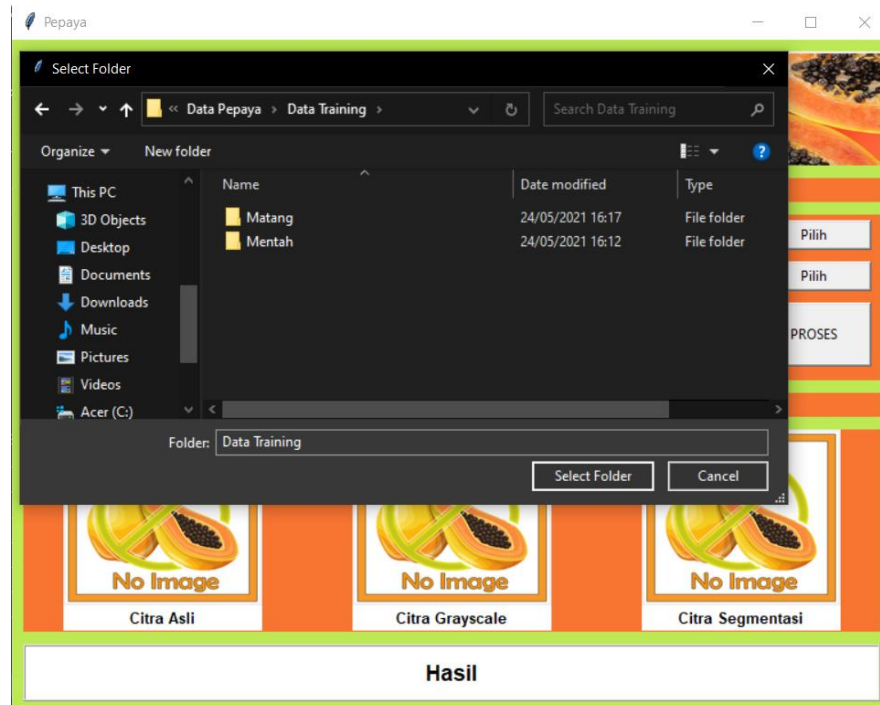 Pepaya
Select Folder
« Data Pepaya › Data Training ›
Search Data Training
Organize
New folder
Name
Date modified
Type
This PC
3D Objects
Desktop
Documents
Downloads
Music
Pictures
Videos
Acer (C:)
Matang
24/05/2021 16:17
File folder
Mentah
24/05/2021 16:12
File folder
Folder:
Data Training
Select Folder
Cancel
Pilih
Pilih
PROSES
No Image
No Image
No Image
Citra Asli
Citra Grayscale
Citra Segmentasi
Hasil